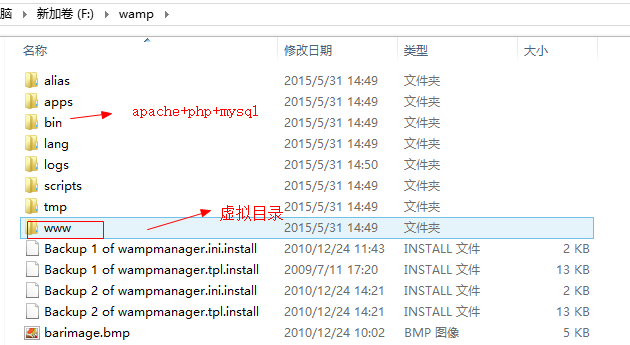 脑 ▸ 新加卷 (F:) ▸ wamp ▸
名称 修改日期 类型 大小
alias 2015/5/31 14:49 文件夹
apps 2015/5/31 14:49 文件夹
bin apache+php+mysql 2015/5/31 14:49 文件夹
lang 2015/5/31 14:49 文件夹
logs 2015/5/31 14:50 文件夹
scripts 2015/5/31 14:49 文件夹
tmp 2015/5/31 14:49 文件夹
www 虚拟目录 2015/5/31 14:49 文件夹
Backup 1 of wampmanager.ini.install 2010/12/24 11:43 INSTALL 文件 2 KB
Backup 1 of wampmanager.tpl.install 2009/7/11 17:20 INSTALL 文件 13 KB
Backup 2 of wampmanager.ini.install 2010/12/24 14:21 INSTALL 文件 2 KB
Backup 2 of wampmanager.tpl.install 2010/12/24 14:21 INSTALL 文件 13 KB
barimage.bmp 2010/12/24 10:02 BMP 图像 5 KB